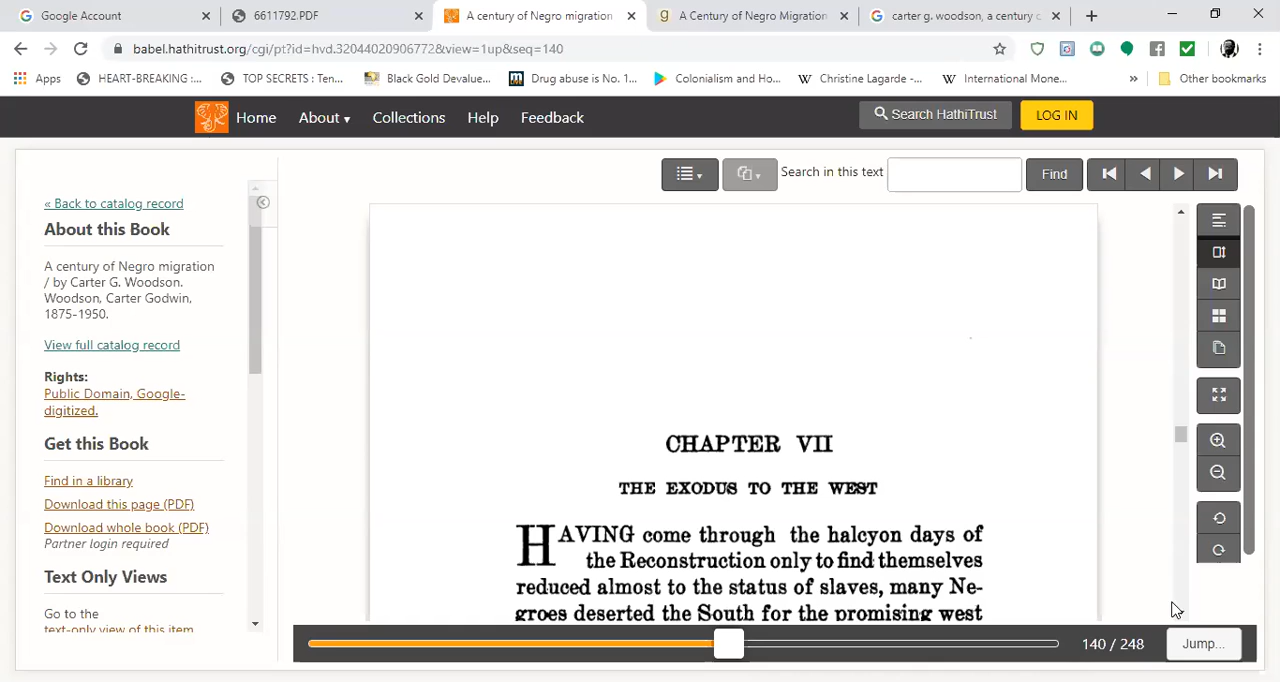 Google Account
6611792.PDF
A century of Negro migration
A Century of Negro Migration
carter g. woodson, a century c
babel.hathitrust.org/cgi/pt?id=hvd.32044020906772&view=1up&seq=140
Apps
HEART-BREAKING :...
TOP SECRETS : Ten...
Black Gold Devalue...
Drug abuse is No. 1...
Colonialism and Ho...
Christine Lagarde -...
International Mone...
»
Other bookmarks
Home
About
Collections
Help
Feedback
Search HathiTrust
LOG IN
Search in this text
Find
« Back to catalog record
About this Book
A century of Negro migration
/ by Carter G. Woodson.
Woodson, Carter Godwin,
1875-1950.
View full catalog record
Rights:
Public Domain, Google-
digitized.
Get this Book
Find in a library
Download this page (PDF)
Download whole book (PDF)
Partner login required
Text Only Views
Go to the
text-only view of this item.
CHAPTER VII
THE EXODUS TO THE WEST
HAVING come through the halcyon days of
the Reconstruction only to find themselves
reduced almost to the status of slaves, many Ne-
groes deserted the South for the promising west
140 / 248
Jump...